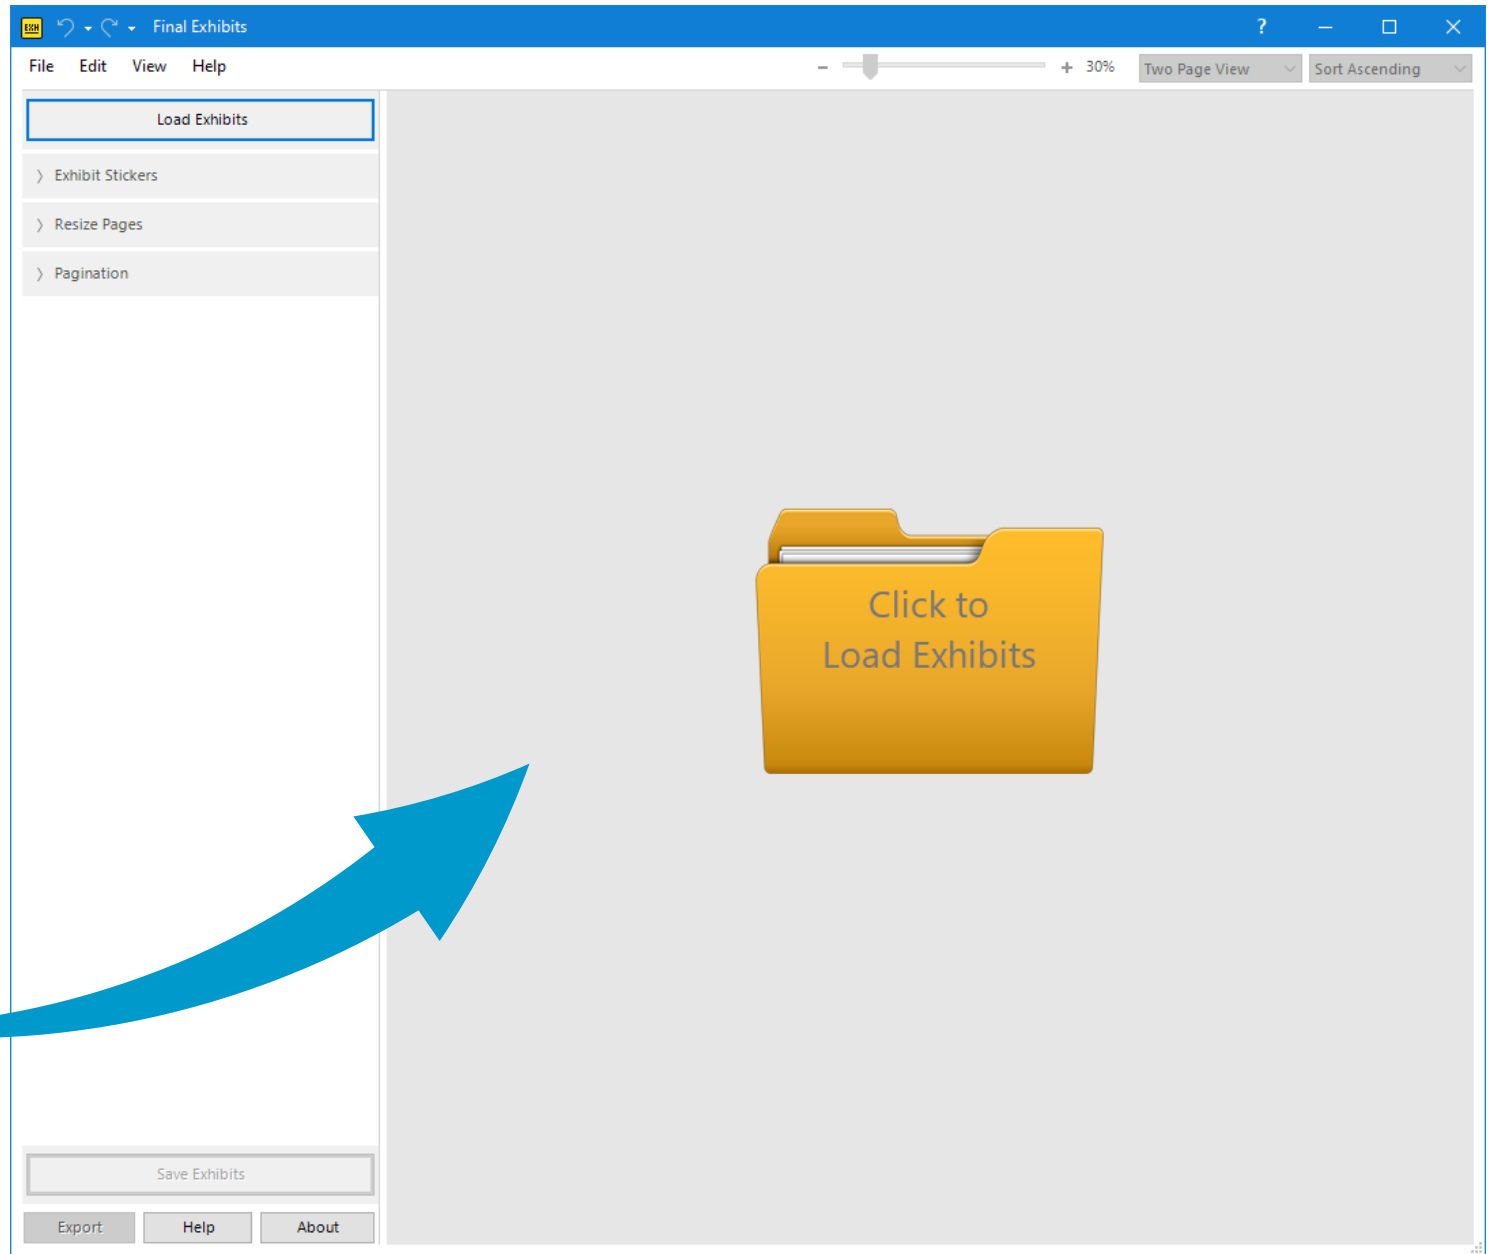 EXH Final Exhibits ?
File Edit View Help - + 30% Two Page View Sort Ascending
Load Exhibits
Exhibit Stickers
Resize Pages
Pagination
Click to
Load Exhibits
Save Exhibits
Export Help About